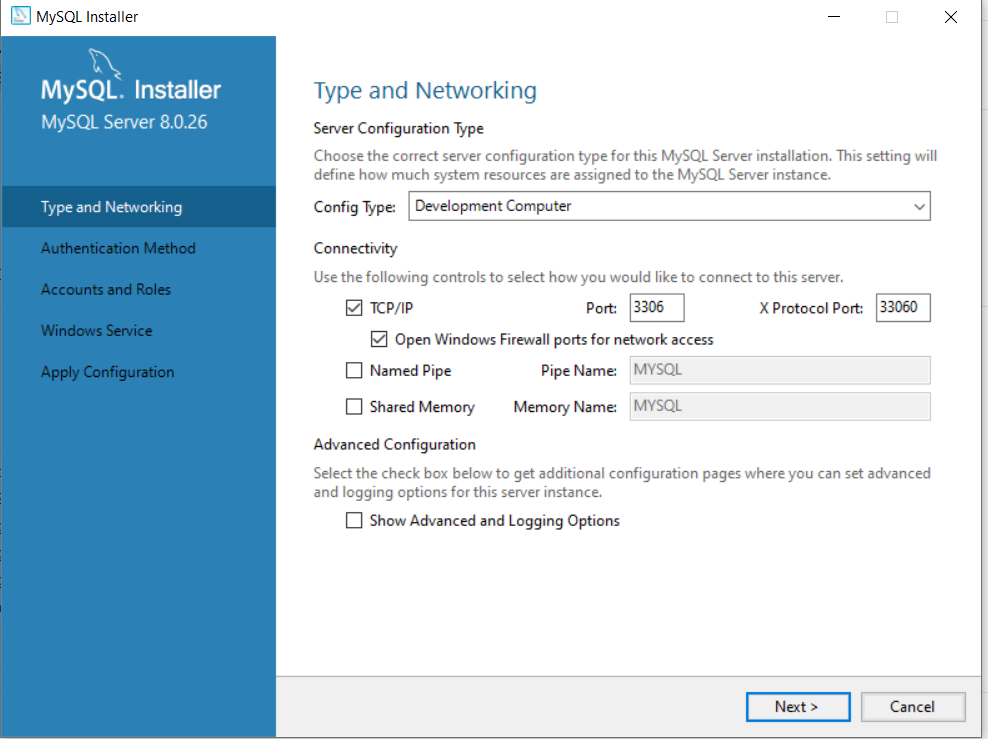 MySQL Installer
MySQL. Installer
MySQL Server 8.0.26
Type and Networking
Authentication Method
Accounts and Roles
Windows Service
Apply Configuration
Type and Networking
Server Configuration Type
Choose the correct server configuration type for this MySQL Server installation. This setting will
define how much system resources are assigned to the MySQL Server instance.
Config Type: Development Computer
Connectivity
Use the following controls to select how you would like to connect to this server.
TCP/IP Port: 3306 X Protocol Port: 33060
Open Windows Firewall ports for network access
Named Pipe Pipe Name: MYSQL
Shared Memory Memory Name: MYSQL
Advanced Configuration
Select the check box below to get additional configuration pages where you can set advanced
and logging options for this server instance.
Show Advanced and Logging Options
Next > Cancel